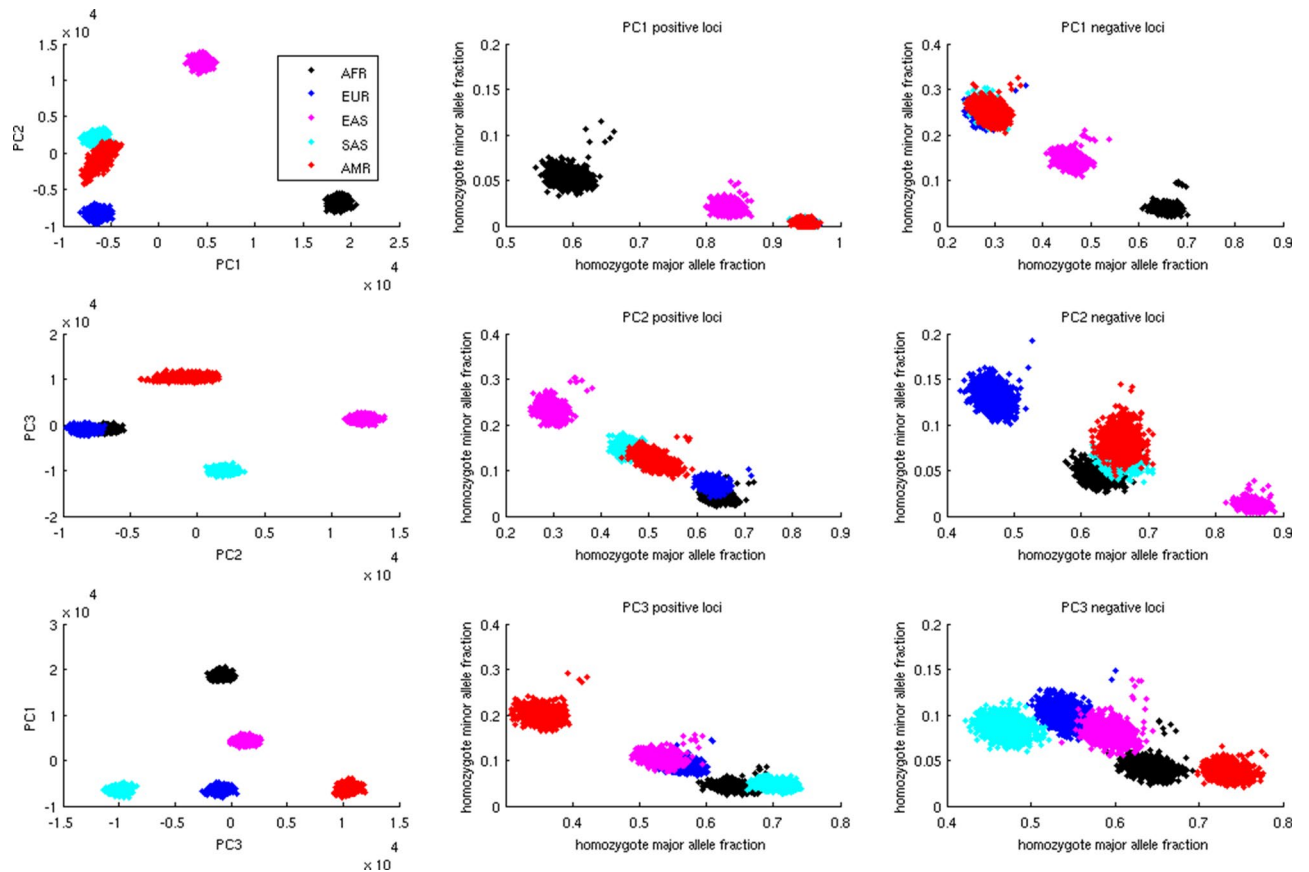 4
x 10
1.5
1
0.5
0
-0.5
-1
PC2
-1 -0.5 0 0.5 1 1.5 2 2.5
PC1
4
x 10
AFR
EUR
EAS
SAS
AMR
PC1 positive loci
0.2
0.15
0.1
0.05
0
homozygote minor allele fraction
0.5 0.6 0.7 0.8 0.9 1
homozygote major allele fraction
PC1 negative loci
0.4
0.3
0.2
0.1
0
homozygote minor allele fraction
0.2 0.3 0.4 0.5 0.6 0.7 0.8 0.9
homozygote major allele fraction
4
x 10
2
1
0
-1
-2
PC3
-1 -0.5 0 0.5 1 1.5
PC2
4
x 10
PC2 positive loci
0.4
0.3
0.2
0.1
0
homozygote minor allele fraction
0.2 0.3 0.4 0.5 0.6 0.7 0.8 0.9
homozygote major allele fraction
PC2 negative loci
0.2
0.15
0.1
0.05
0
homozygote minor allele fraction
0.4 0.5 0.6 0.7 0.8 0.9
homozygote major allele fraction
4
x 10
3
2
1
0
-1
PC1
-1.5 -1 -0.5 0 0.5 1 1.5
PC3
4
x 10
PC3 positive loci
0.4
0.3
0.2
0.1
0
homozygote minor allele fraction
0.4 0.5 0.6 0.7 0.8
homozygote major allele fraction
PC3 negative loci
0.2
0.15
0.1
0.05
0
homozygote minor allele fraction
0.4 0.5 0.6 0.7 0.8
homozygote major allele fraction